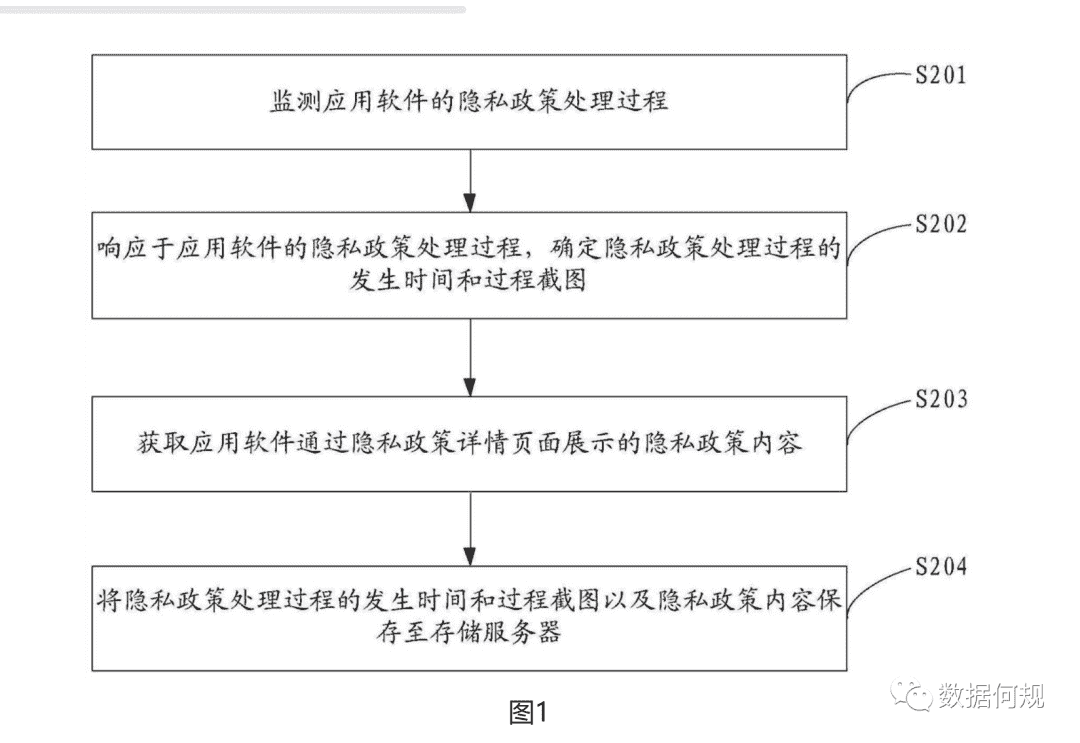 监测应用软件的隐私政策处理过程
S201
响应于应用软件的隐私政策处理过程，确定隐私政策处理过程的
发生时间和过程截图
S202
获取应用软件通过隐私政策详情页面展示的隐私政策内容
S203
将隐私政策处理过程的发生时间和过程截图以及隐私政策内容保
存至存储服务器
S204
图1
数据何规